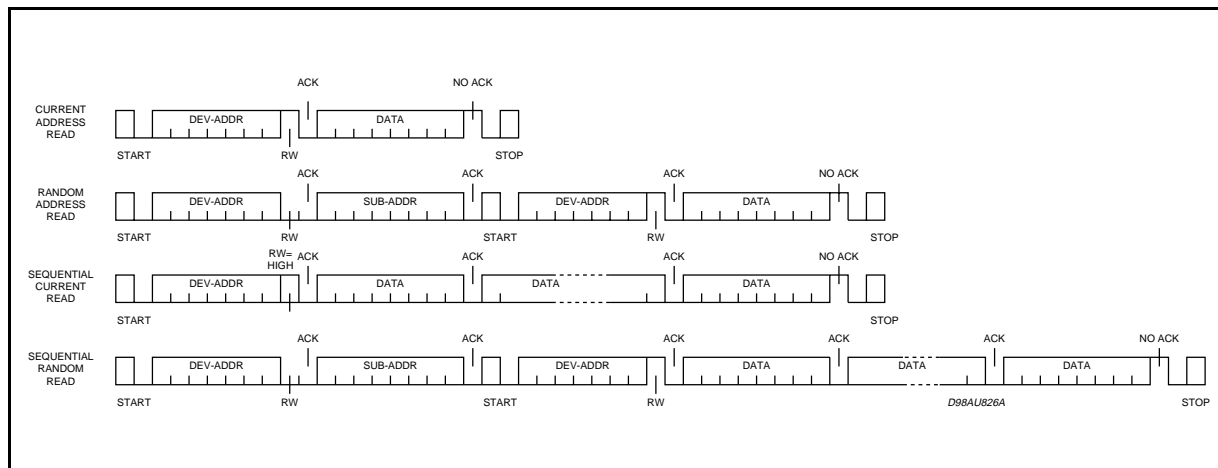 ACK NO ACK
CURRENT
ADDRESS
READ
DEV-ADDR DATA
START RW STOP
ACK ACK ACK NO ACK
RANDOM
ADDRESS
READ
DEV-ADDR SUB-ADDR DEV-ADDR DATA
START RW START RW STOP
RW=
HIGH
ACK ACK ACK NO ACK
SEQUENTIAL
CURRENT
READ
DEV-ADDR DATA DATA DATA
START STOP
ACK ACK ACK ACK ACK NO ACK
SEQUENTIAL
RANDOM
READ
DEV-ADDR SUB-ADDR DEV-ADDR DATA DATA DATA
START RW START RW D98AU826A STOP